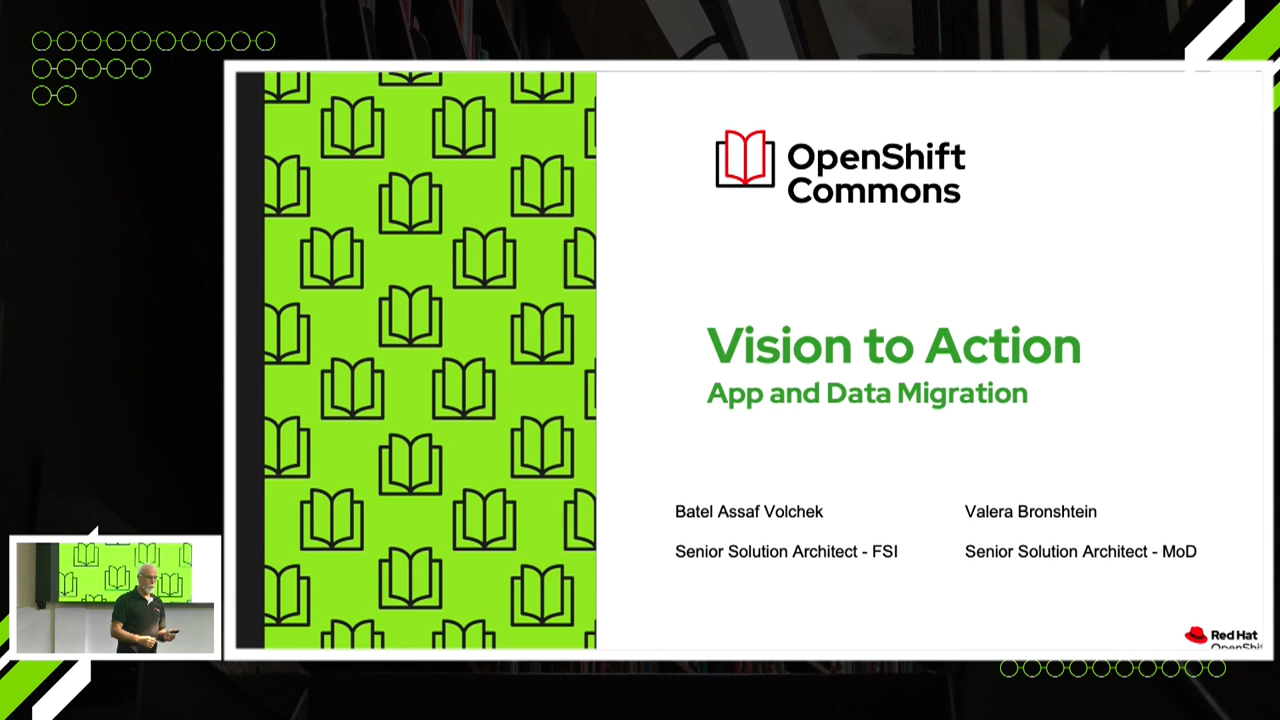 OpenShift
Commons
Vision to Action
App and Data Migration
Batel Assaf Volchek
Valera Bronshtein
Senior Solution Architect - FSI
Senior Solution Architect - MoD
Red Hat